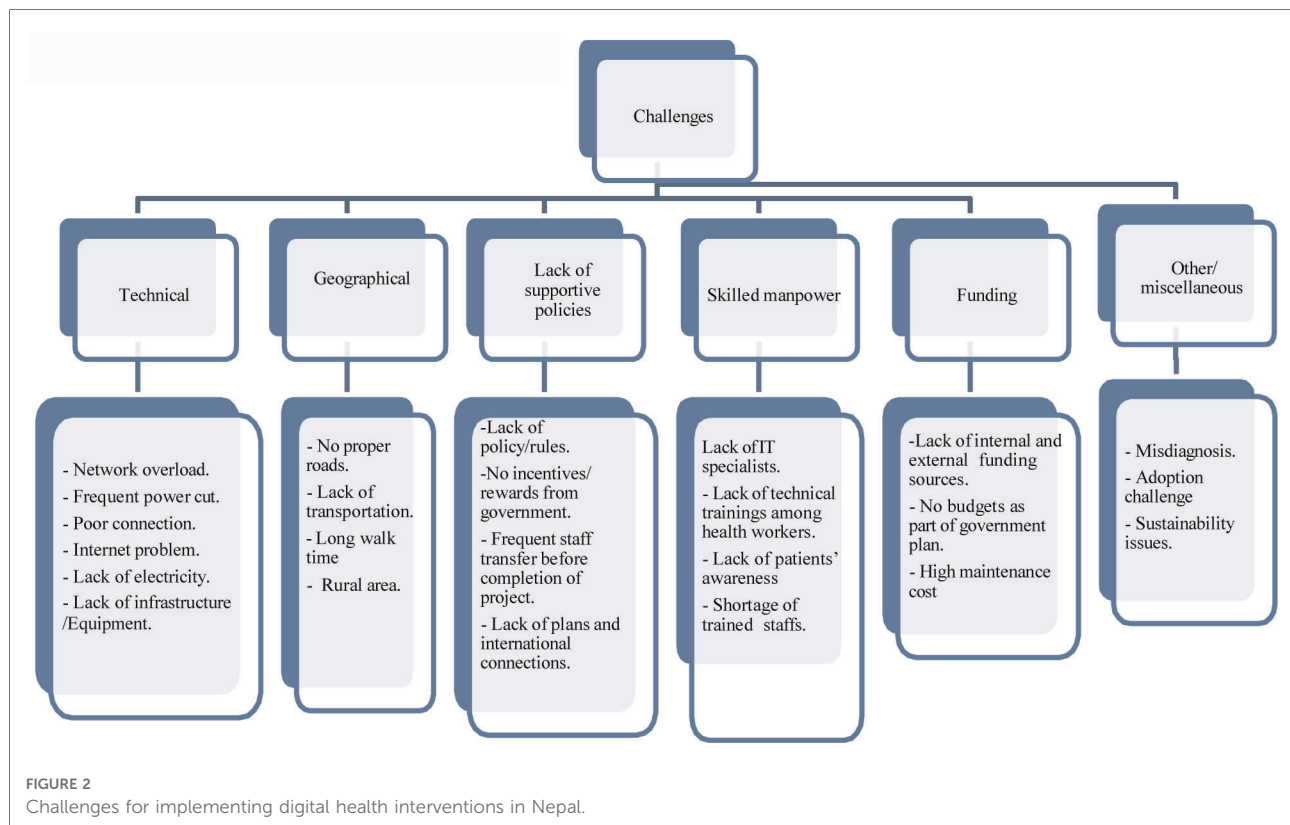 Challenges
Technical
Geographical
Lack of
supportive
policies
Skilled manpower
Funding
Other/
miscellaneous
- Network overload.
- Frequent power cut.
- Poor connection.
- Internet problem.
- Lack of electricity.
- Lack of infrastructure
/Equipment.
- No proper
roads.
- Lack of
transportation.
- Long walk
time
- Rural area.
-Lack of
policy/rules.
-No incentives/
rewards from
government.
- Frequent staff
transfer before
completion of
project.
- Lack of plans and
international
connections.
Lack of IT
specialists.
- Lack of technical
trainings among
health workers.
- Lack of patients’
awareness
- Shortage of
trained staffs.
-Lack of internal and
external funding
sources.
- No budgets as
part of government
plan.
- High maintenance
cost
- Misdiagnosis.
- Adoption
challenge
- Sustainability
issues.
FIGURE 2
Challenges for implementing digital health interventions in Nepal.